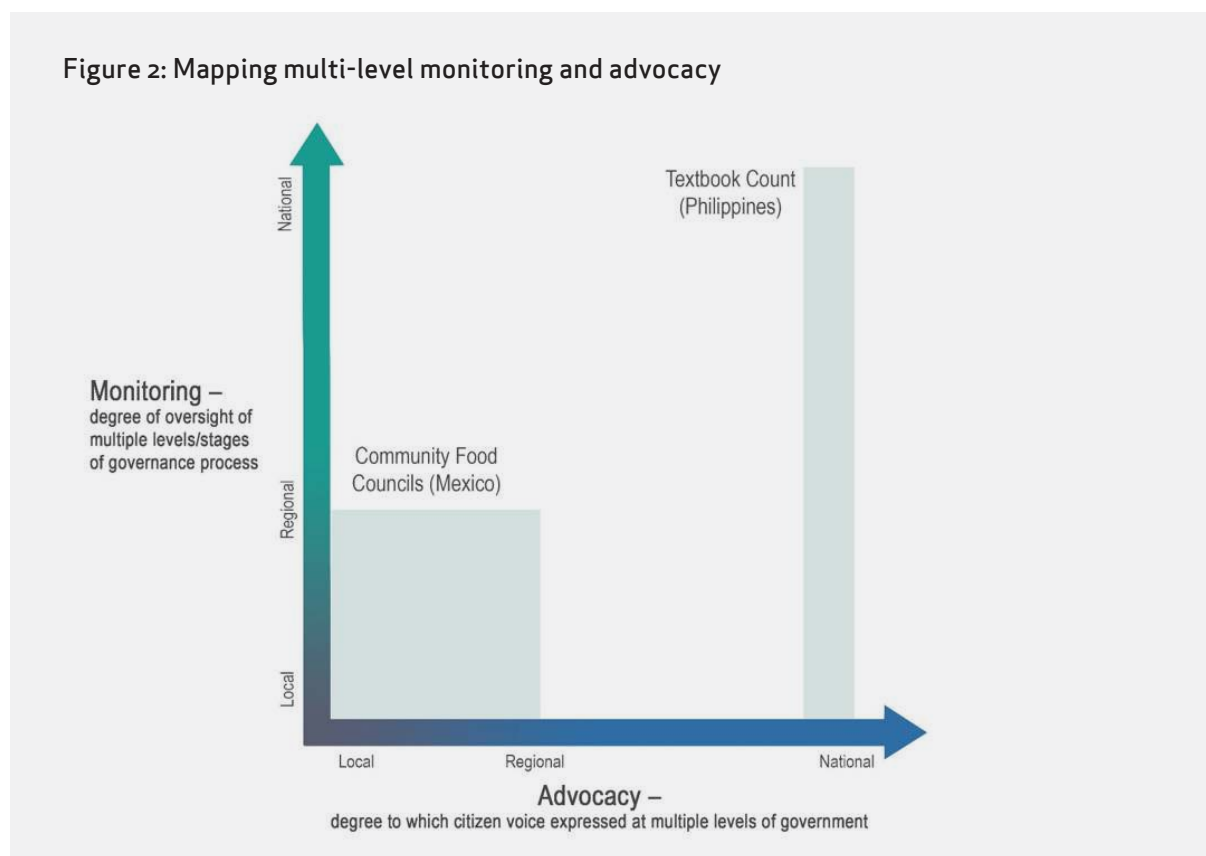 Figure 2: Mapping multi-level monitoring and advocacy
National
Textbook Count
(Philippines)
Monitoring –
degree of oversight of
multiple levels/stages
of governance process
Community Food
Councils (Mexico)
Regional
Local
Local
Regional
National
Advocacy –
degree to which citizen voice expressed at multiple levels of government